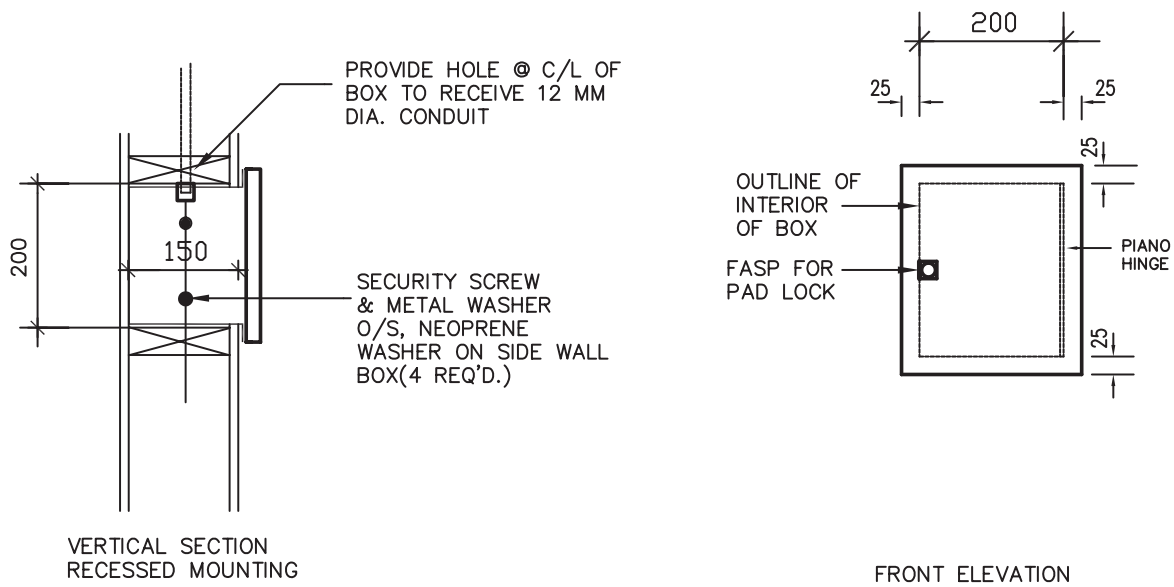 PROVIDE HOLE @ C/L OF
BOX TO RECEIVE 12 MM
DIA. CONDUIT
200
150
SECURITY SCREW
& METAL WASHER
O/S, NEOPRENE
WASHER ON SIDE WALL
BOX(4 REQ'D.)
VERTICAL SECTION
RECESSED MOUNTING
200
25
25
25
OUTLINE OF
INTERIOR
OF BOX
FASP FOR
PAD LOCK
PIANO
HINGE
25
FRONT ELEVATION